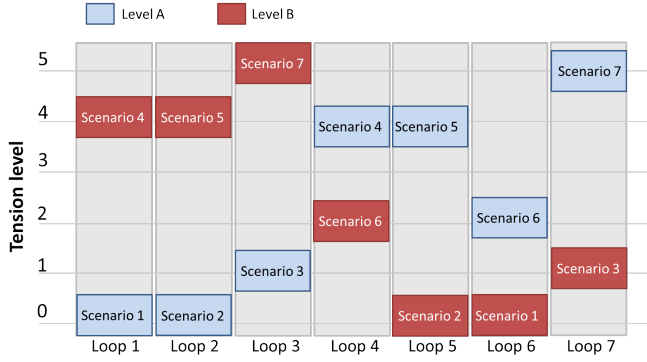 Level A
Level B
Tension level
5
4
3
2
1
0
Scenario 7
Scenario 7
Scenario 4
Scenario 5
Scenario 4
Scenario 5
Scenario 6
Scenario 6
Scenario 3
Scenario 3
Scenario 1
Scenario 2
Scenario 2
Scenario 1
Loop 1
Loop 2
Loop 3
Loop 4
Loop 5
Loop 6
Loop 7